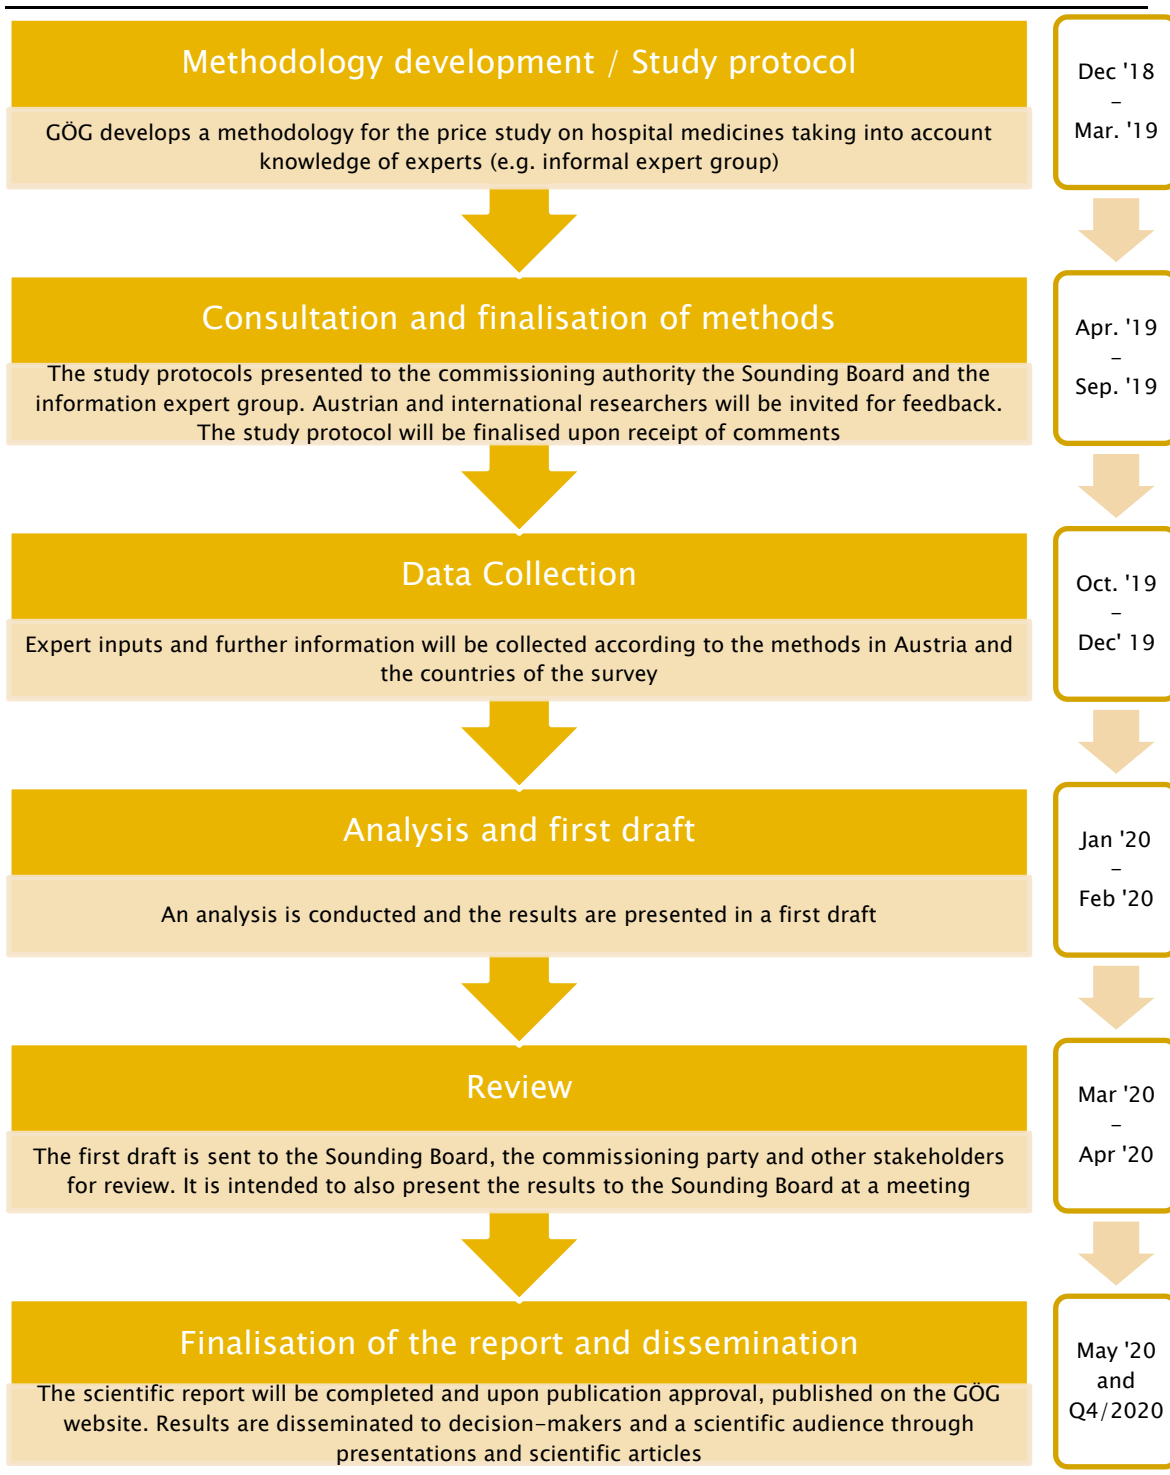 Methodology development / Study protocol
GÖG develops a methodology for the price study on hospital medicines taking into account
knowledge of experts (e.g. informal expert group)
Dec '18
–
Mar. '19
Consultation and finalisation of methods
The study protocols presented to the commissioning authority the Sounding Board and the
information expert group. Austrian and international researchers will be invited for feedback.
The study protocol will be finalised upon receipt of comments
Apr. '19
–
Sep. '19
Data Collection
Expert inputs and further information will be collected according to the methods in Austria and
the countries of the survey
Oct. '19
–
Dec' 19
Analysis and first draft
An analysis is conducted and the results are presented in a first draft
Jan '20
–
Feb '20
Review
The first draft is sent to the Sounding Board, the commissioning party and other stakeholders
for review. It is intended to also present the results to the Sounding Board at a meeting
Mar '20
–
Apr '20
Finalisation of the report and dissemination
The scientific report will be completed and upon publication approval, published on the GÖG
website. Results are disseminated to decision-makers and a scientific audience through
presentations and scientific articles
May '20
and
Q4/2020